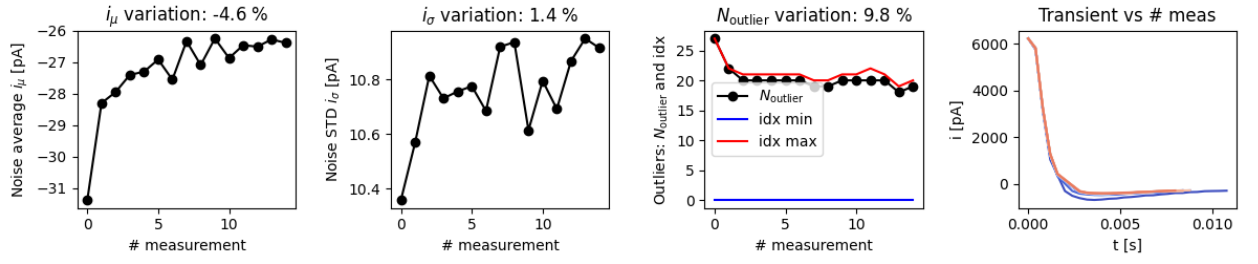 i_μ variation: -4.6 %
Noise average i_μ [pA]
−26
−27
−28
−29
−30
−31
0
10
# measurement
i_σ variation: 1.4 %
Noise STD i_σ [pA]
10.8
10.6
10.4
0
10
# measurement
N_outlier variation: 9.8 %
Outliers: N_outlier and idx
25
20
15
10
5
0
N_outlier
idx min
idx max
0
10
# measurement
Transient vs # meas
i [pA]
6000
4000
2000
0
0.000
0.005
0.010
t [s]